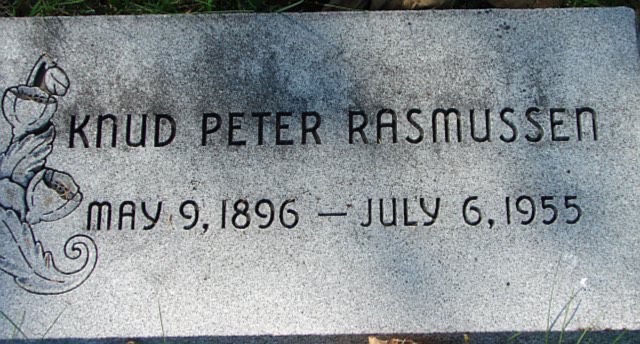 KNUD PETER RASMUSSEN
MAY 9, 1896 — JULY 6, 1955